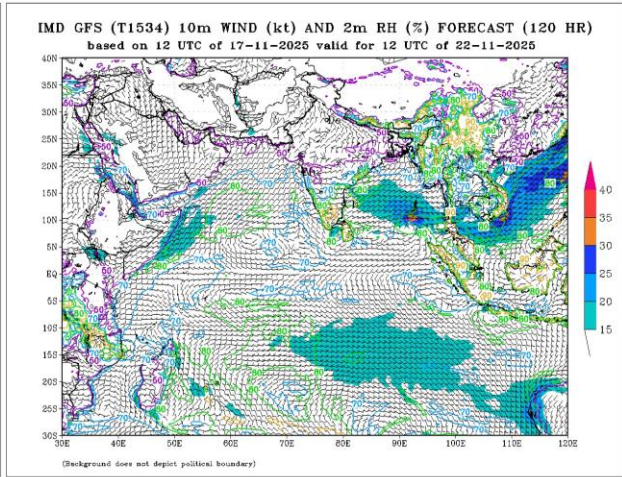 IMD GFS (T1534) 10m WIND (kt) AND 2m RH (%) FORECAST (120 HR)
based on 12 UTC of 17-11-2025 valid for 12 UTC of 22-11-2025
40N
35N
30N
25N
20N
15N
10N
5N
EQ
5S
10S
15S
20S
25S
30S
30E 40E 50E 60E 70E 80E 90E 100E 110E 120E
40
35
30
25
20
15
(Background does not depict political boundary)